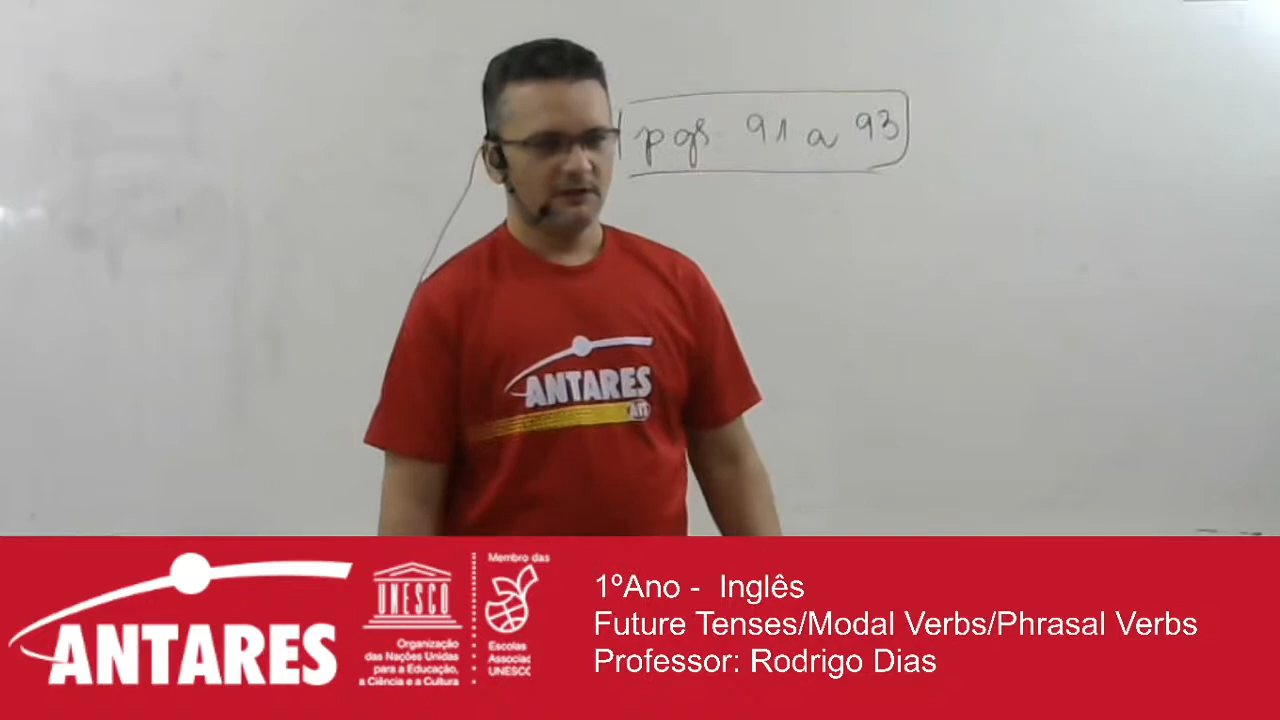 pgs 91 a 93
ANTARES
ANTARES
UNESCO
Organização
das Nações Unidas
para a Educação,
a Ciência e a Cultura
Membro das
Escolas
Associac
UNESCO
1ºAno - Inglês
Future Tenses/Modal Verbs/Phrasal Verbs
Professor: Rodrigo Dias